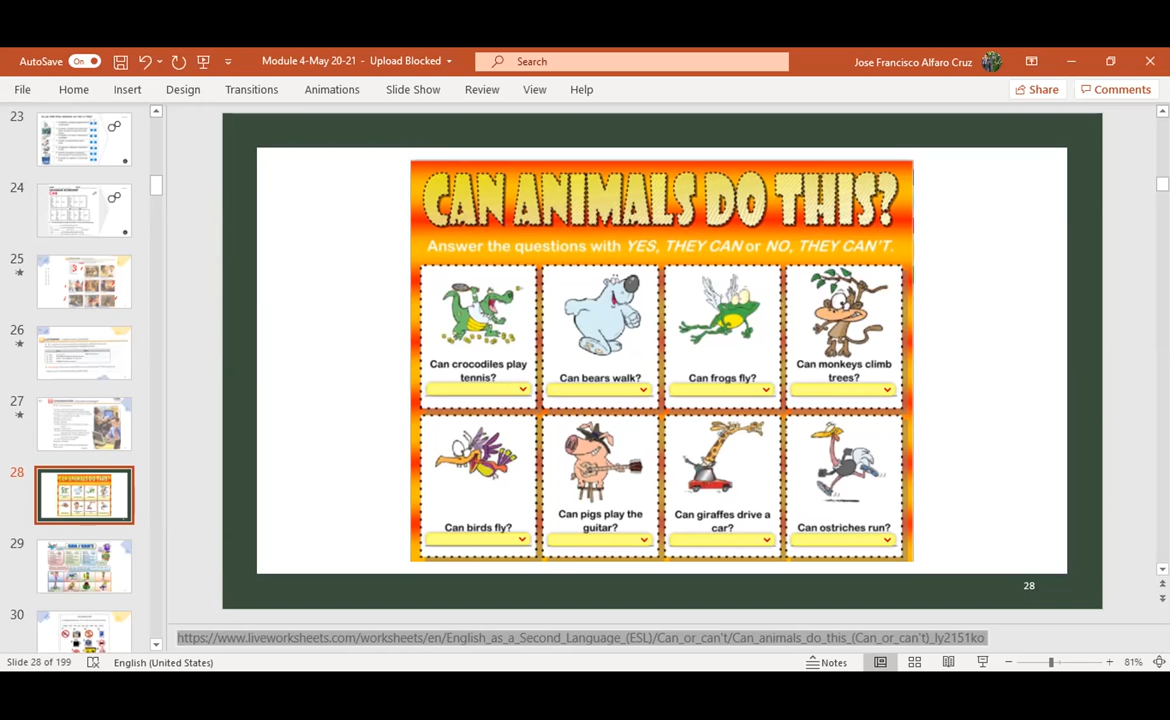 AutoSave On Module 4-May 20-21 - Upload Blocked Search Jose Francisco Alfaro Cruz
File Home Insert Design Transitions Animations Slide Show Review View Help Share Comments
23
24
25
26
27
28
29
30
CAN ANIMALS DO THIS?
Answer the questions with YES, THEY CAN or NO, THEY CAN'T.
Can crocodiles play
tennis?
Can bears walk?
Can frogs fly?
Can monkeys climb
trees?
Can birds fly?
Can pigs play the
guitar?
Can giraffes drive a
car?
Can ostriches run?
28
https://www.liveworksheets.com/worksheets/en/English_as_a_Second_Language_(ESL)/Can_or_can't/Can_animals_do_this_(Can_or_can't)_ly2151ko
Slide 28 of 199 English (United States) Notes 81%